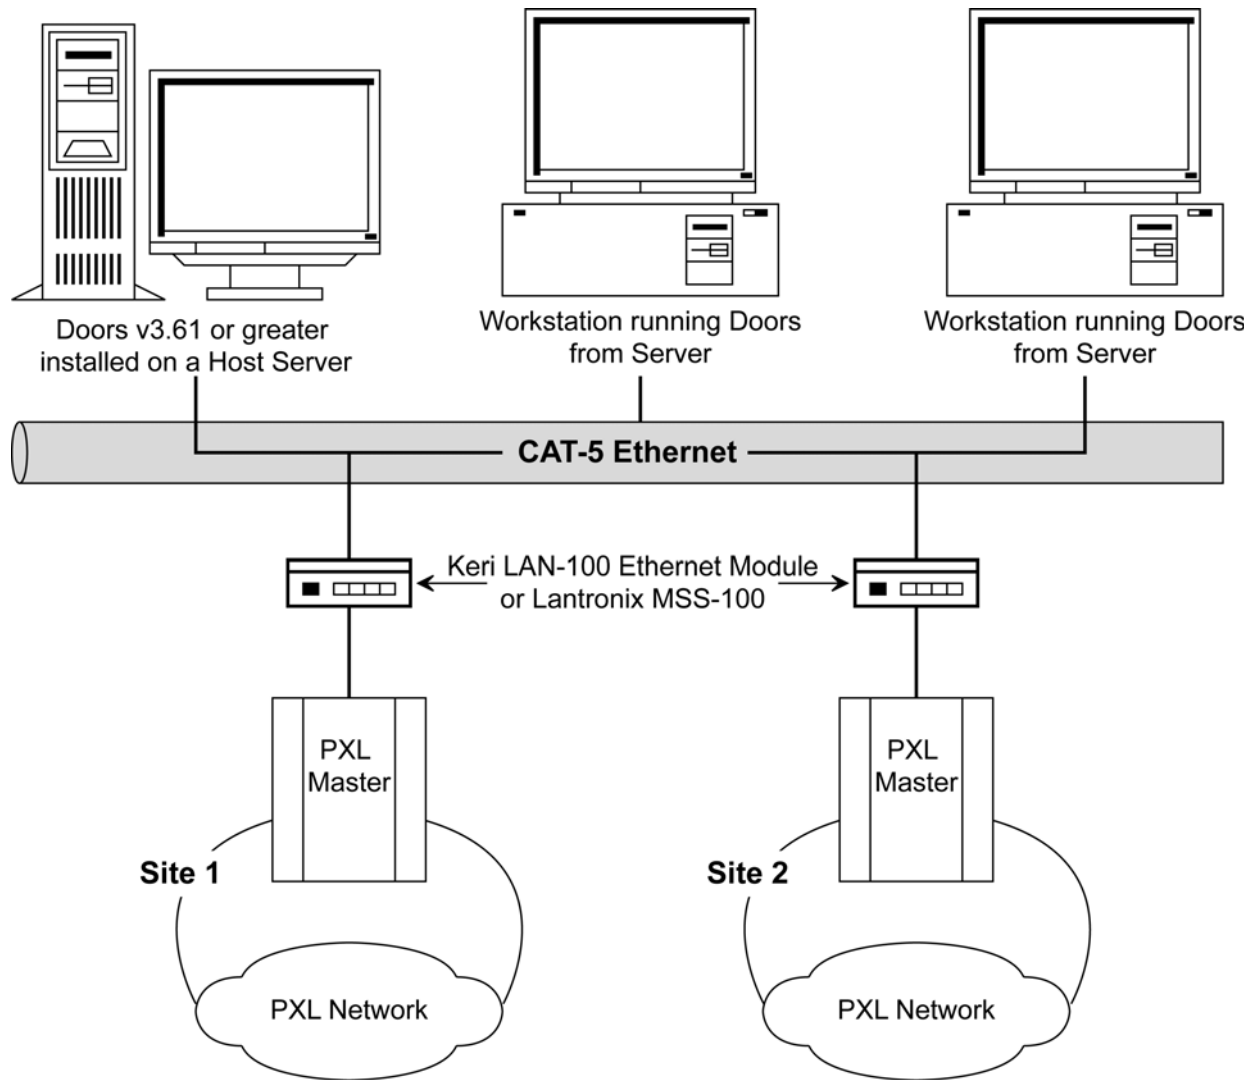 Doors v3.61 or greater
installed on a Host Server
Workstation running Doors
from Server
Workstation running Doors
from Server
CAT-5 Ethernet
Keri LAN-100 Ethernet Module
or Lantronix MSS-100
PXL
Master
PXL
Master
Site 1
Site 2
PXL Network
PXL Network